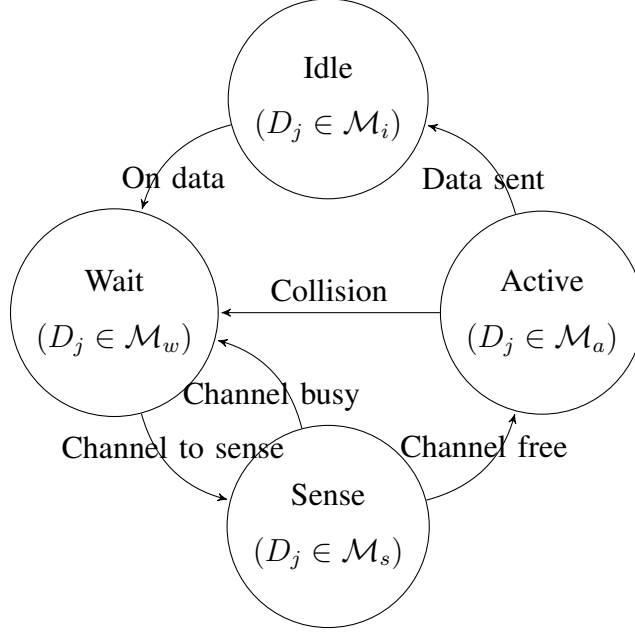 Idle
(D_j ∈ ℳ_i)
On data
Data sent
Wait
(D_j ∈ ℳ_w)
Collision
Active
(D_j ∈ ℳ_a)
Channel busy
Channel to sense
Channel free
Sense
(D_j ∈ ℳ_s)